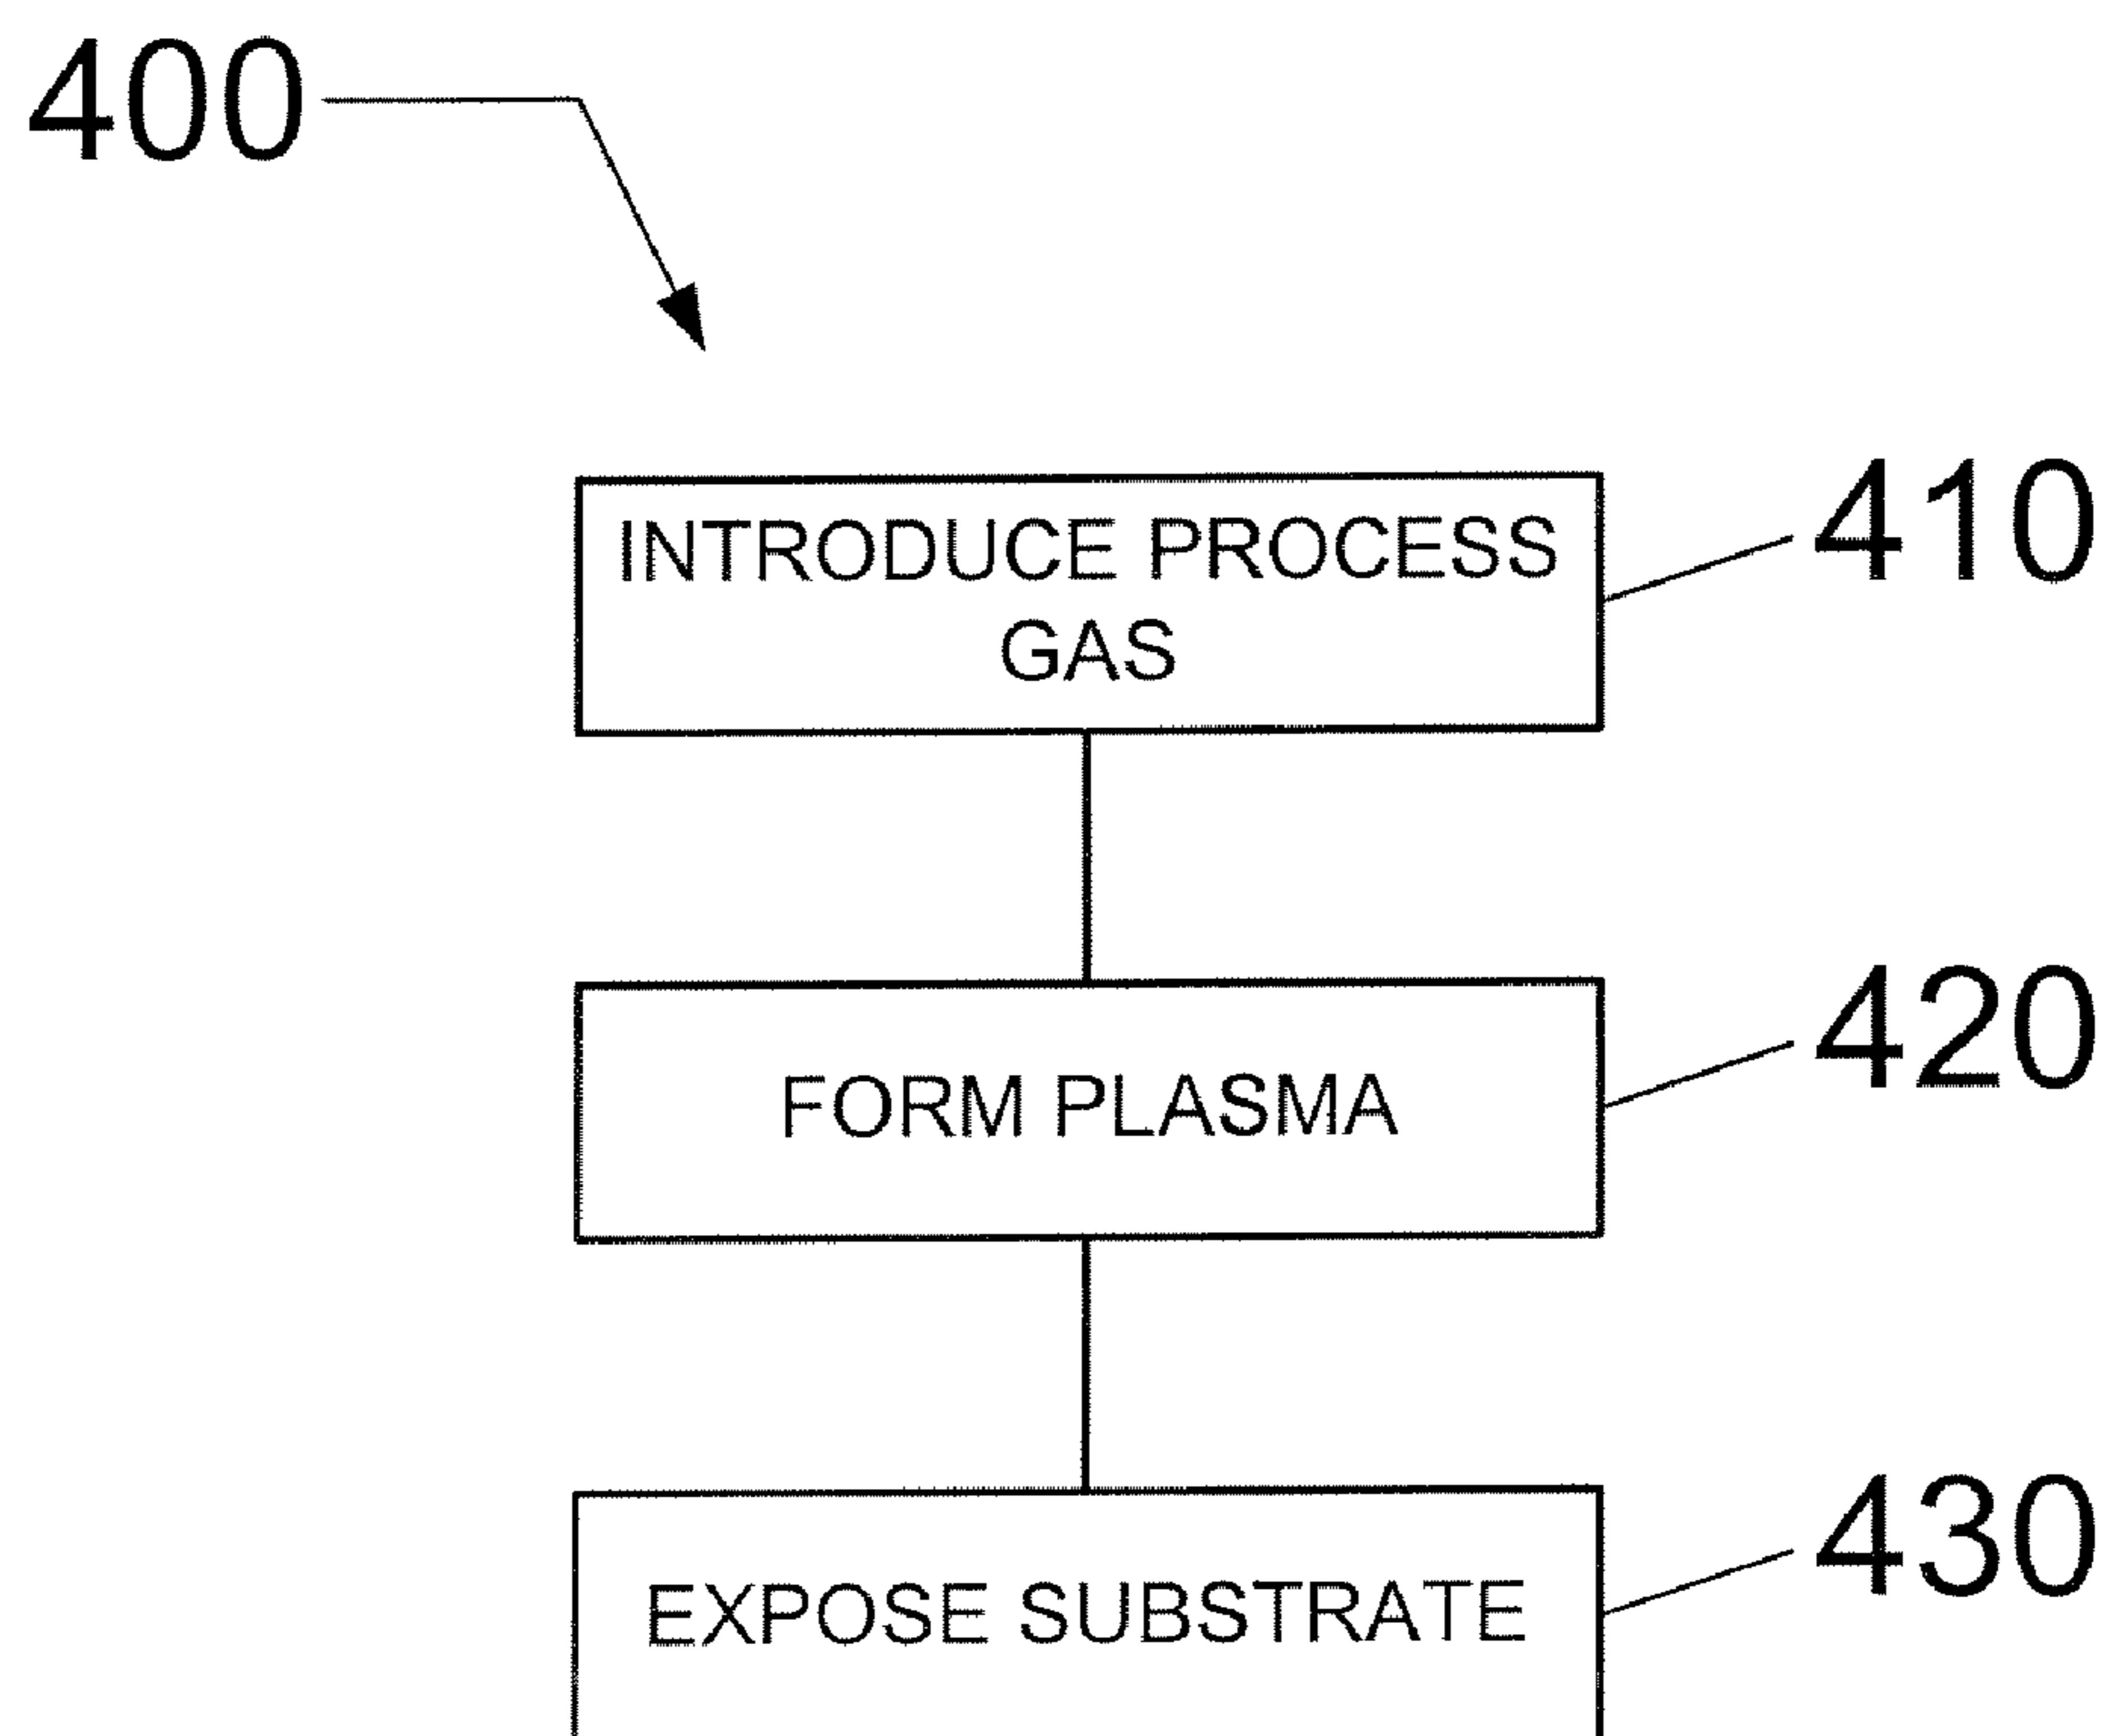 400
INTRODUCE PROCESS
GAS
410
FORM PLASMA
420
EXPOSE SUBSTRATE
430